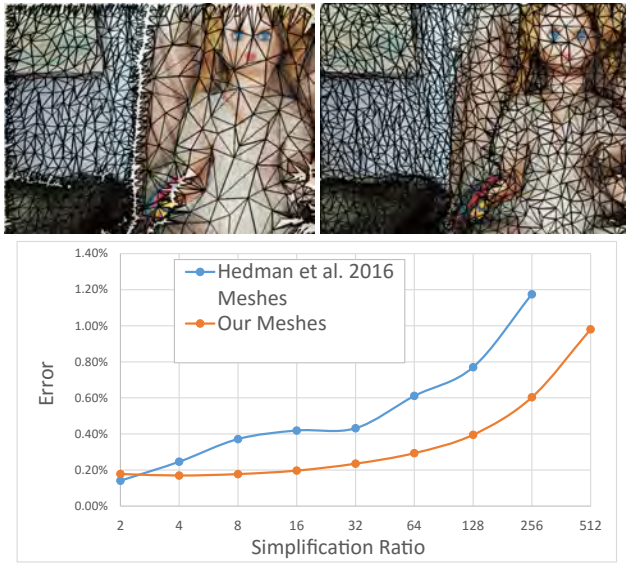 1.40%
1.20%
1.00%
0.80%
0.60%
0.40%
0.20%
0.00%
Error
Hedman et al. 2016
Meshes
Our Meshes
2 4 8 16 32 64 128 256 512
Simplification Ratio